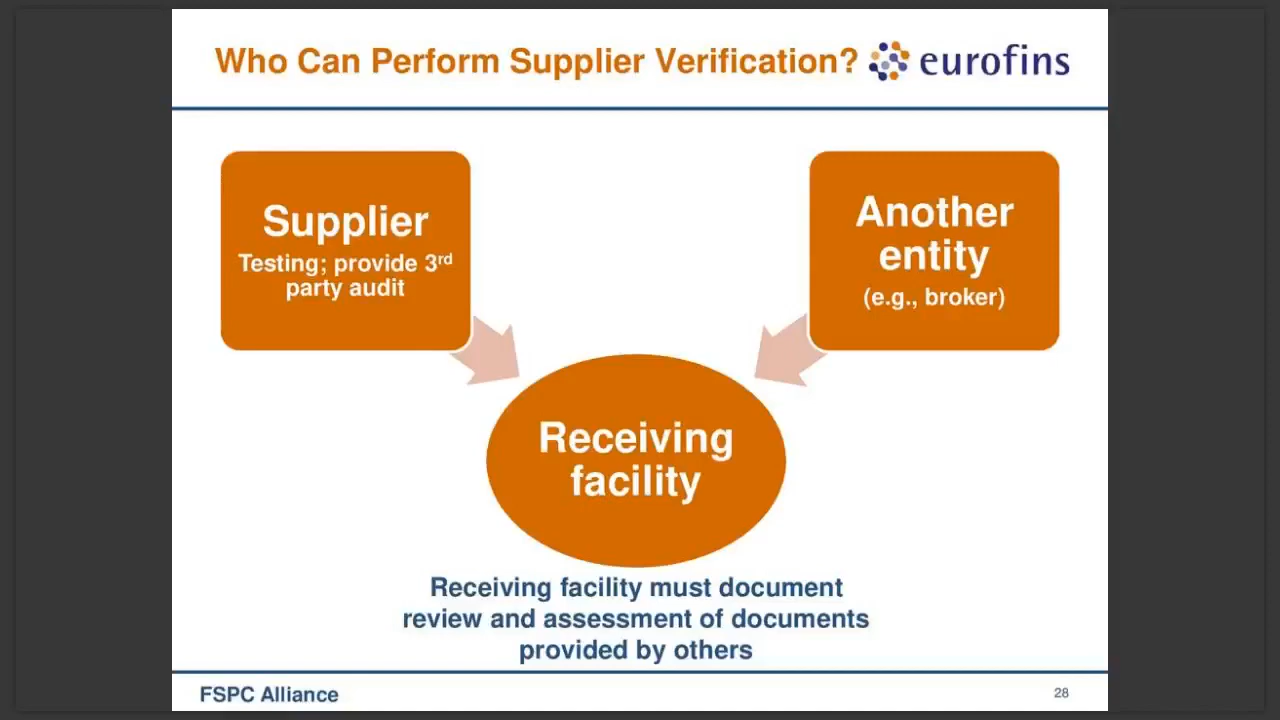 Who Can Perform Supplier Verification?
eurofins
Supplier
Testing; provide 3rd
party audit
Another
entity
(e.g., broker)
Receiving
facility
Receiving facility must document
review and assessment of documents
provided by others
FSPC Alliance
28